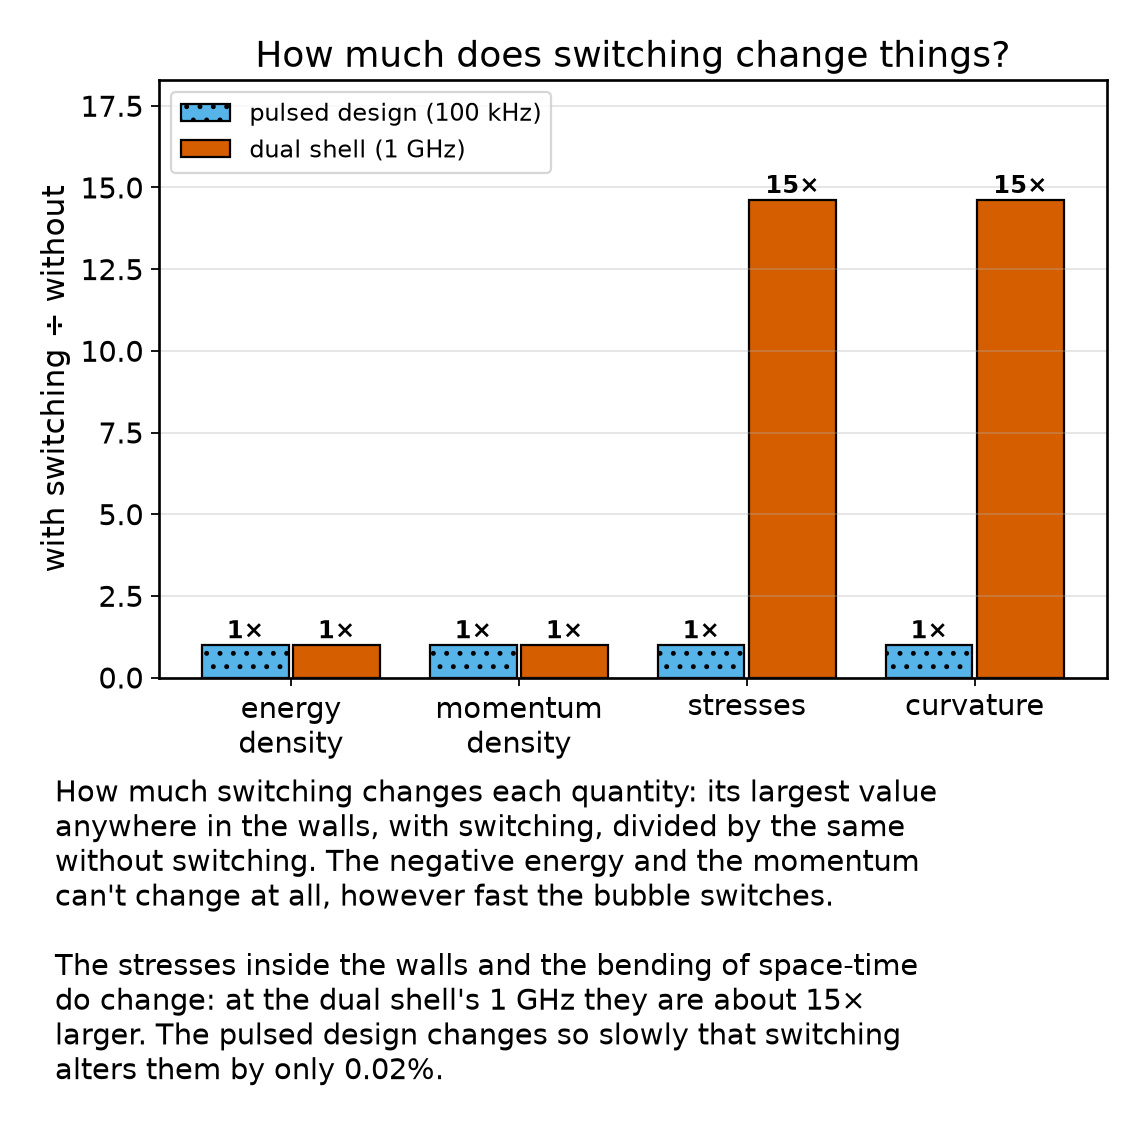 How much does switching change things?
with switching ÷ without
17.5
15.0
12.5
10.0
7.5
5.0
2.5
0.0
pulsed design (100 kHz)
dual shell (1 GHz)
1×
1×
1×
1×
1×
15×
1×
15×
energy
density
momentum
density
stresses
curvature
How much switching changes each quantity: its largest value
anywhere in the walls, with switching, divided by the same
without switching. The negative energy and the momentum
can't change at all, however fast the bubble switches.
The stresses inside the walls and the bending of space-time
do change: at the dual shell's 1 GHz they are about 15×
larger. The pulsed design changes so slowly that switching
alters them by only 0.02%.